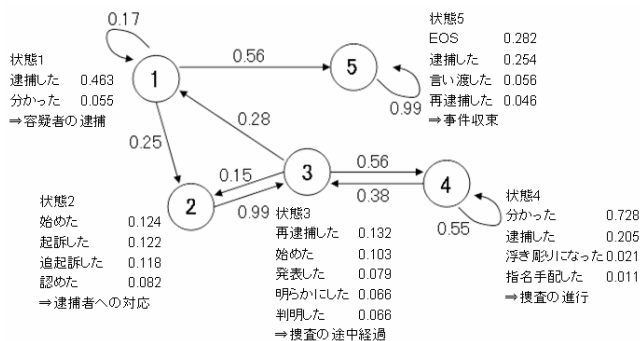 0.17
状態1
逮捕した 0.463
分かった 0.055
⇒容疑者の逮捕
1
0.56
5
0.99
状態5
EOS 0.282
逮捕した 0.254
言い渡した 0.056
再逮捕した 0.046
⇒事件収束
0.25
0.28
3
0.15
0.99
2
0.56
0.38
4
0.55
状態2
始めた 0.124
起訴した 0.122
追起訴した 0.118
認めた 0.082
⇒逮捕者への対応
状態3
再逮捕した 0.132
始めた 0.103
発表した 0.079
明らかにした 0.066
判明した 0.066
⇒捜査の途中経過
状態4
分かった 0.728
逮捕した 0.205
浮き彫りになった 0.021
指名手配した 0.011
⇒捜査の進行